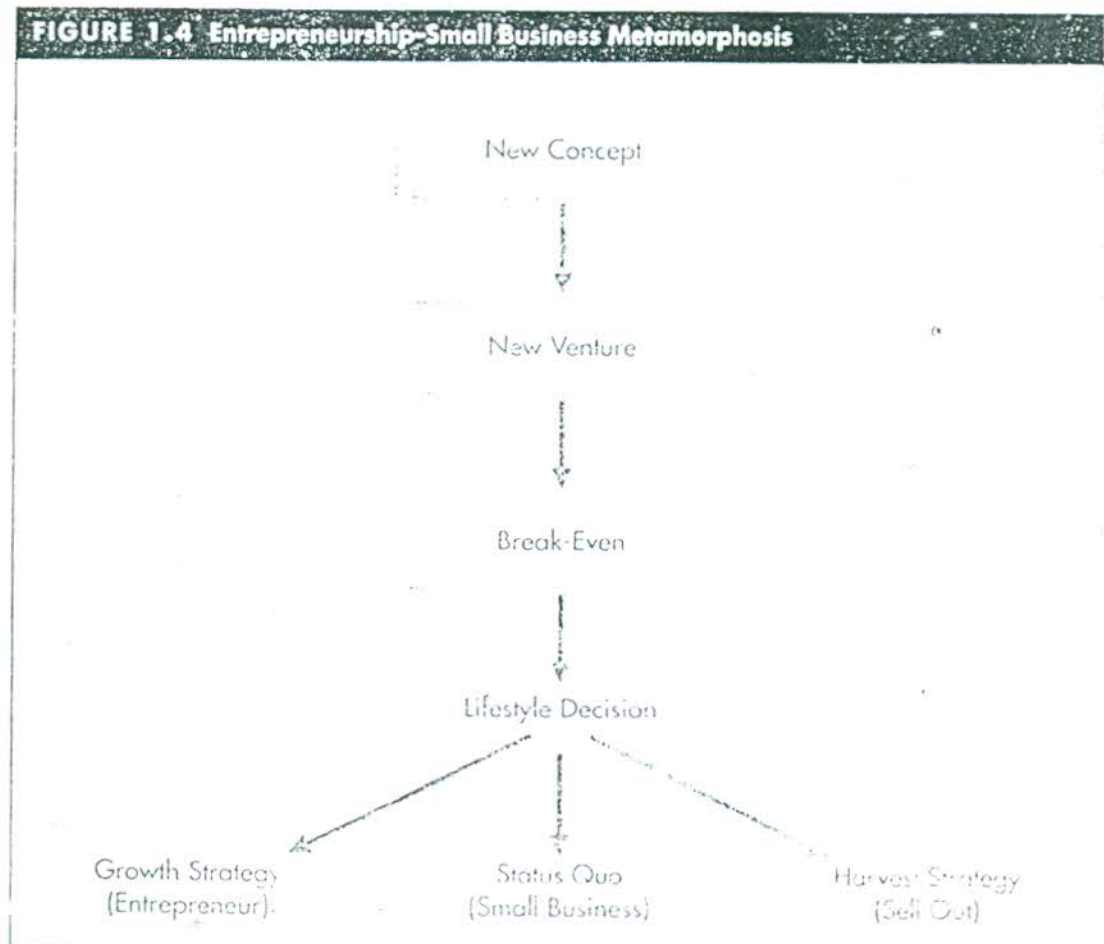 FIGURE 1.4 Entrepreneurship-Small Business Metamorphosis
New Concept
New Venture
Break-Even
Lifestyle Decision
Growth Strategy
(Entrepreneur)
Status Quo
(Small Business)
Harvest Strategy
(Sell Out)